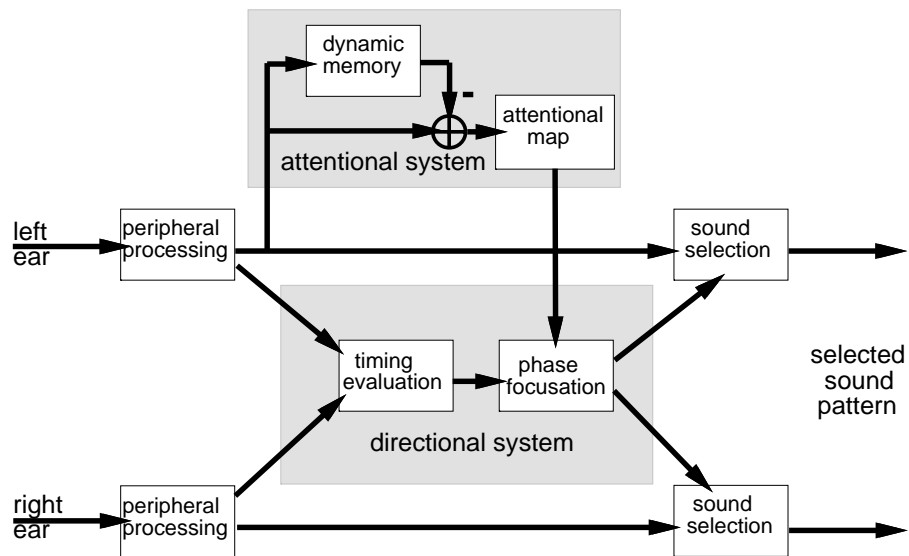 dynamic
memory
-
attentional
map
attentional system
left
ear
peripheral
processing
sound
selection
timing
evaluation
phase
focusation
selected
sound
pattern
directional system
right
ear
peripheral
processing
sound
selection